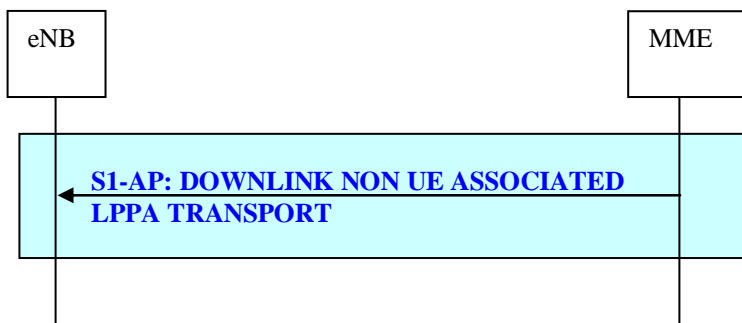 eNB
MME
S1-AP: DOWNLINK NON UE ASSOCIATED
LPPA TRANSPORT